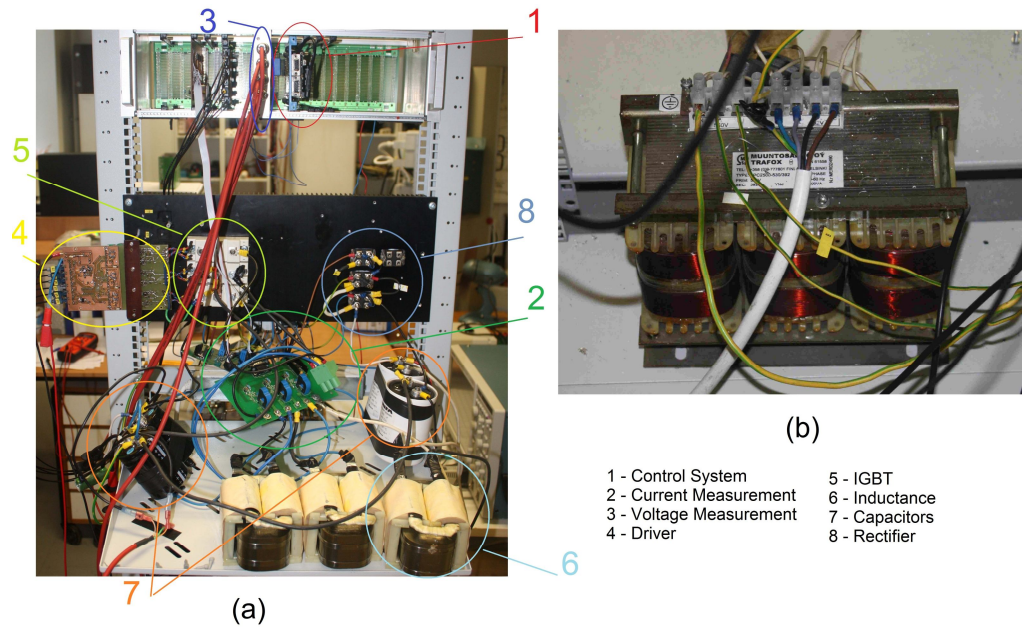 3
1
5
4
8
2
7
6
(a)
MUUNTOSÄHKÖ OY
TRAFOX
(b)
1 - Control System
2 - Current Measurement
3 - Voltage Measurement
4 - Driver
5 - IGBT
6 - Inductance
7 - Capacitors
8 - Rectifier